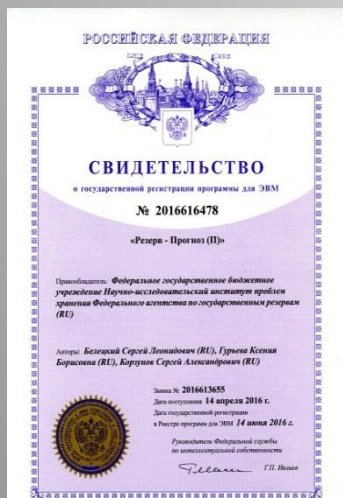 РОССИЙСКАЯ ФЕДЕРАЦИЯ
СВИДЕТЕЛЬСТВО
о государственной регистрации программы для ЭВМ
№ 2016616478
«Резерв - Прогноз (П)»
Правообладатель: Федеральное государственное бюджетное
учреждение Научно-исследовательский институт проблем
хранения Федерального агентства по государственным резервам
(RU)
Авторы: Белецкий Сергей Леонидович (RU), Гурьева Ксения
Борисовна (RU), Корзунов Сергей Александрович (RU)
Заявка № 2016613655
Дата поступления 14 апреля 2016 г.
Дата государственной регистрации
в Реестре программ для ЭВМ 14 июня 2016 г.
Руководитель Федеральной службы
по интеллектуальной собственности
Г.П. Ивлиев